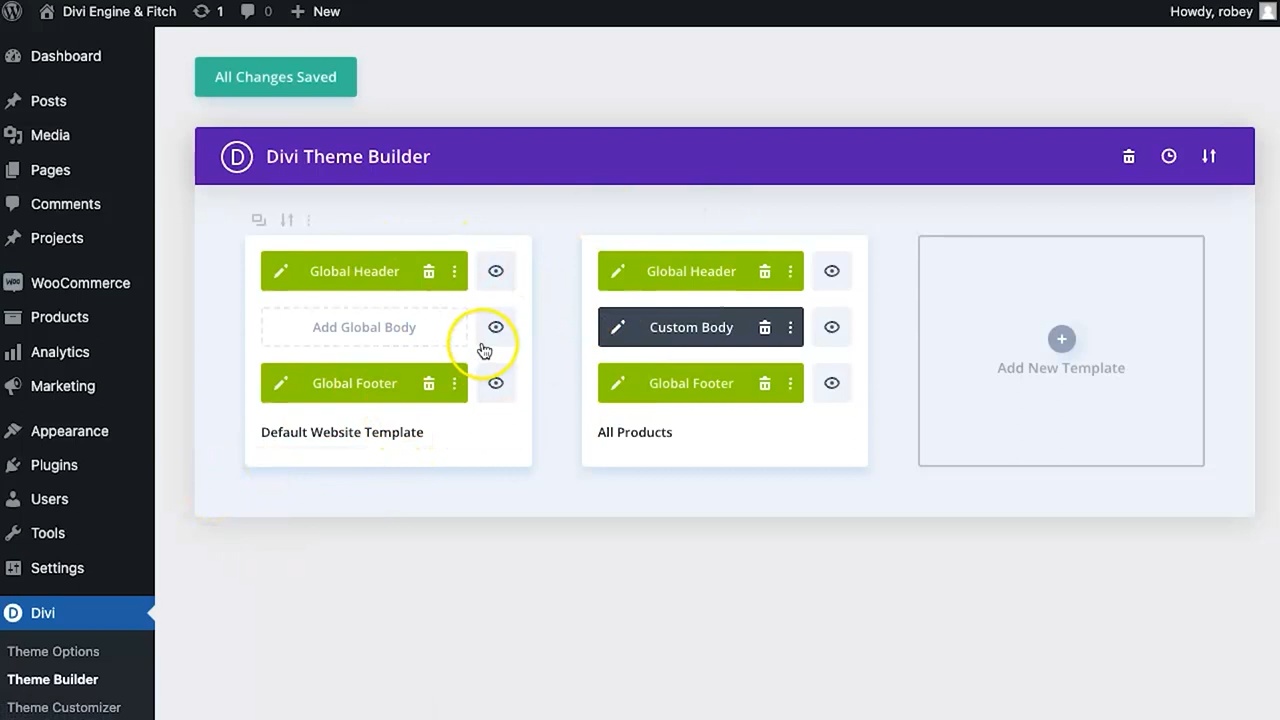 Divi Engine & Fitch 1 0 New Howdy, robey
Dashboard
Posts
Media
Pages
Comments
Projects
WOO WooCommerce
Products
Analytics
Marketing
Appearance
Plugins
Users
Tools
Settings
D Divi
Theme Options
Theme Builder
Theme Customizer
All Changes Saved
D Divi Theme Builder
Global Header
Add Global Body
Global Footer
Default Website Template
Global Header
Custom Body
Global Footer
All Products
Add New Template